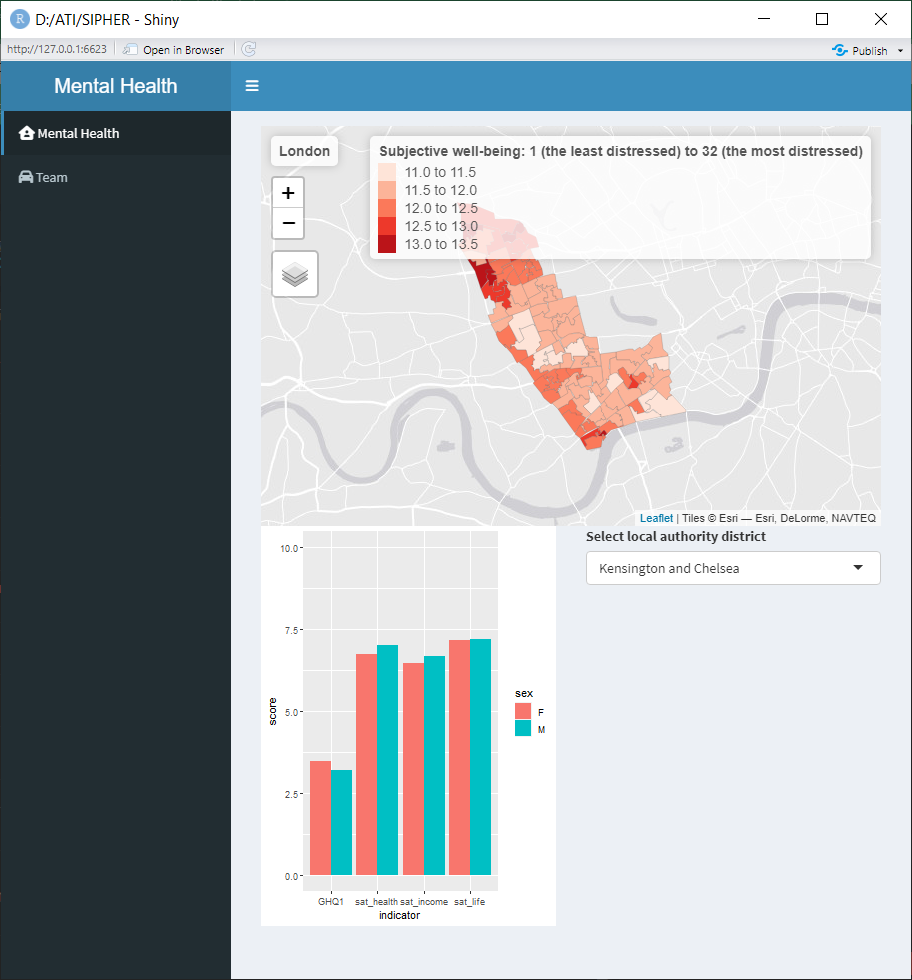 R D:/ATI/SIPHER - Shiny
http://127.0.0.1:6623 Open in Browser Publish
Mental Health
Mental Health
Team
London
Subjective well-being: 1 (the least distressed) to 32 (the most distressed)
11.0 to 11.5
11.5 to 12.0
12.0 to 12.5
12.5 to 13.0
13.0 to 13.5
+
−
Leaflet | Tiles © Esri — Esri, DeLorme, NAVTEQ
Select local authority district
Kensington and Chelsea
10.0
7.5
5.0
2.5
0.0
score
GHQ1 sat_health sat_income sat_life
indicator
sex
F
M